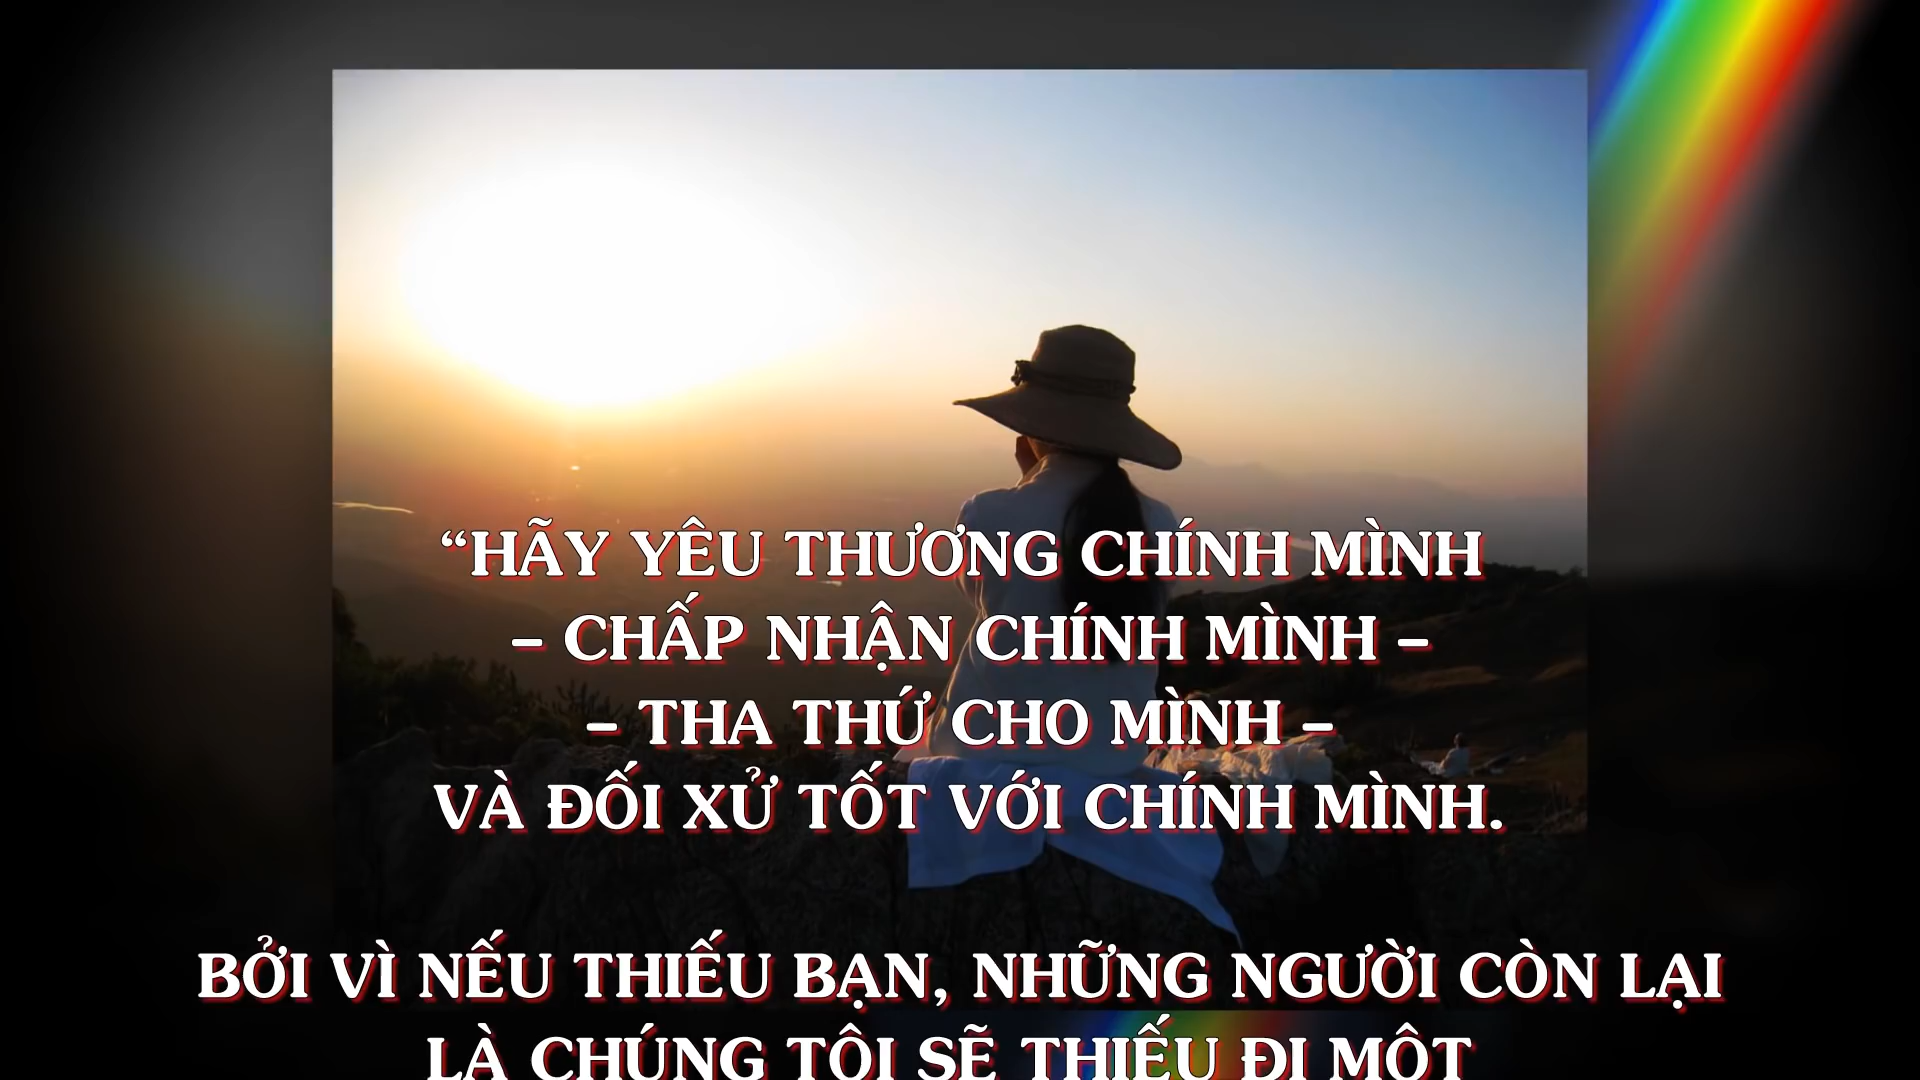 “HÃY YÊU THƯƠNG CHÍNH MÌNH
– CHẤP NHẬN CHÍNH MÌNH –
– THA THỨ CHO MÌNH –
VÀ ĐỐI XỬ TỐT VỚI CHÍNH MÌNH.
BỞI VÌ NẾU THIẾU BẠN, NHỮNG NGƯỜI CÒN LẠI
LÀ CHÚNG TÔI SẼ THIẾU ĐI MỘT